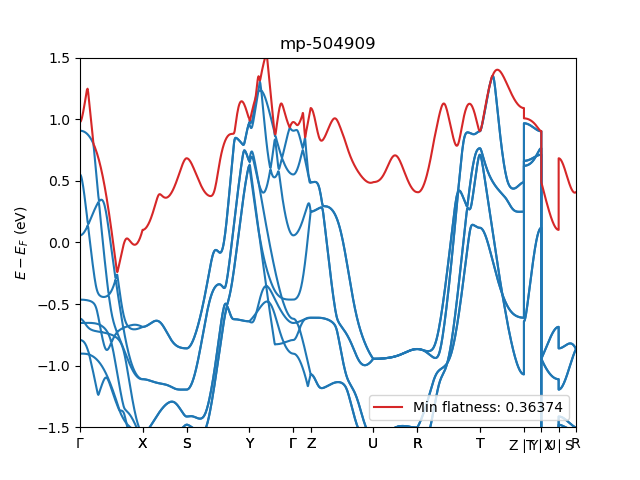 mp-504909
E − E_F (eV)
1.5
1.0
0.5
0.0
−0.5
−1.0
−1.5
Min flatness: 0.36374
Γ X S Y Γ Z U R T Z | T Y | X U | S R